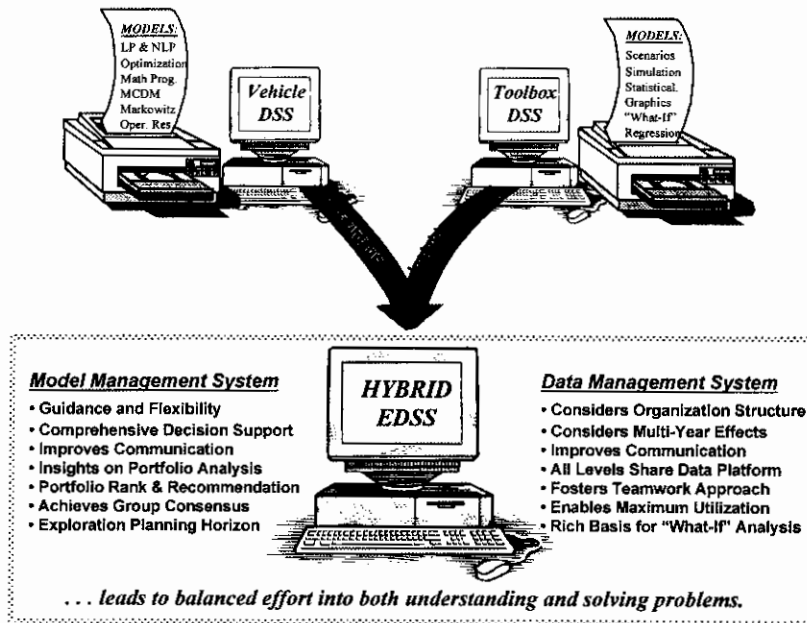 MODELS:
LP & NLP
Optimization
Math Prog.
MCDM
Markowitz
Oper. Res
Vehicle
DSS
Toolbox
DSS
MODELS:
Scenarios
Simulation
Statistical.
Graphics
"What-If"
Regression
HYBRID
EDSS
Model Management System
• Guidance and Flexibility
• Comprehensive Decision Support
• Improves Communication
• Insights on Portfolio Analysis
• Portfolio Rank & Recommendation
• Achieves Group Consensus
• Exploration Planning Horizon
Data Management System
• Considers Organization Structure
• Considers Multi-Year Effects
• Improves Communication
• All Levels Share Data Platform
• Fosters Teamwork Approach
• Enables Maximum Utilization
• Rich Basis for "What-If" Analysis
. . . leads to balanced effort into both understanding and solving problems.